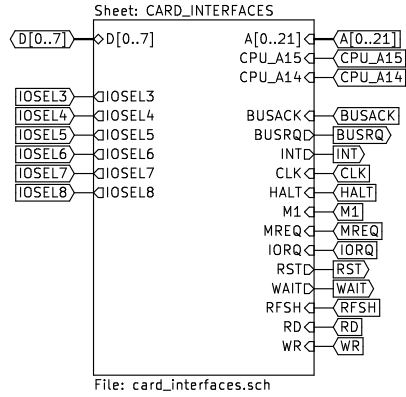 Sheet: CARD_INTERFACES
D[0..7] D[0..7] A[0..21] A[0..21]
CPU_A15 CPU_A15
CPU_A14 CPU_A14
IOSEL3 IOSEL3
IOSEL4 IOSEL4 BUSACK BUSACK
IOSEL5 IOSEL5 BUSRQ BUSRQ
IOSEL6 IOSEL6 INT INT
IOSEL7 IOSEL7 CLK CLK
IOSEL8 IOSEL8 HALT HALT
M1 M1
MREQ MREQ
IORQ IORQ
RST RST
WAIT WAIT
RFSH RFSH
RD RD
WR WR
File: card_interfaces.sch